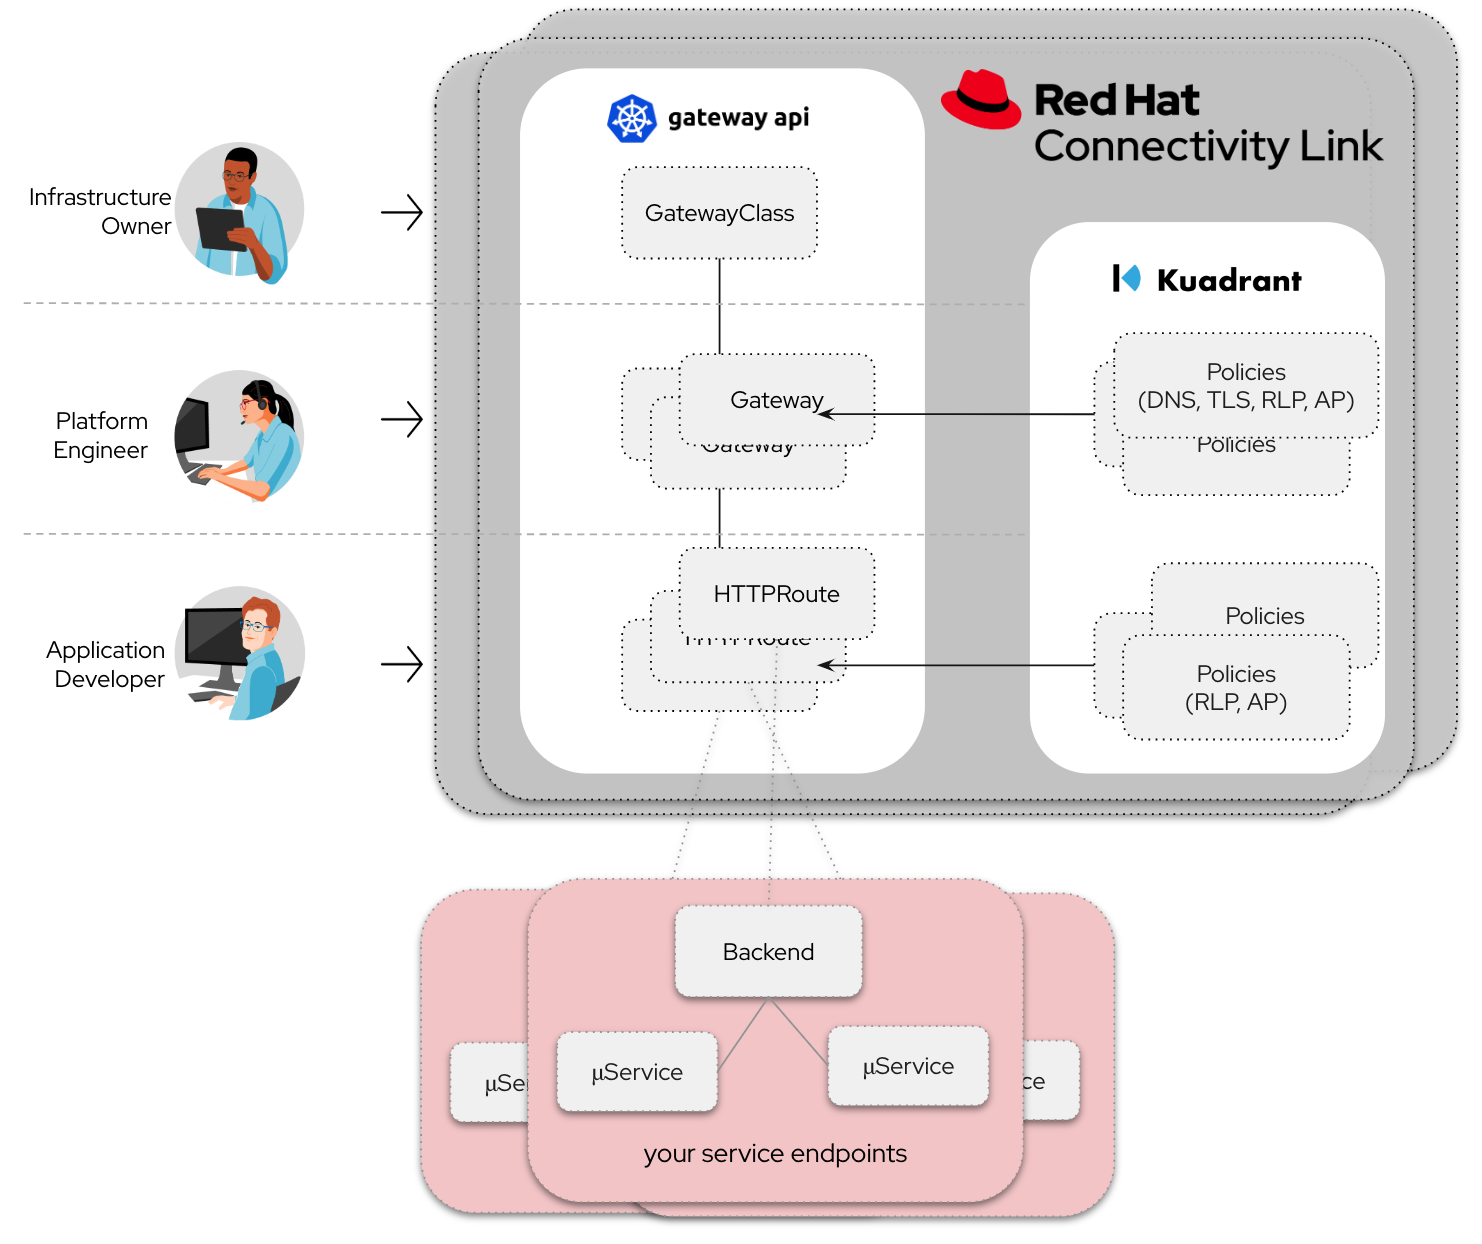 gateway api
Red Hat
Connectivity Link
Infrastructure
Owner
GatewayClass
Kuadrant
Platform
Engineer
Gateway
Gateway
Policies
(DNS, TLS, RLP, AP)
Policies
Application
Developer
HTTPRoute
HTTPRoute
Policies
Policies
(RLP, AP)
Backend
μSer
μService
μService
ce
your service endpoints